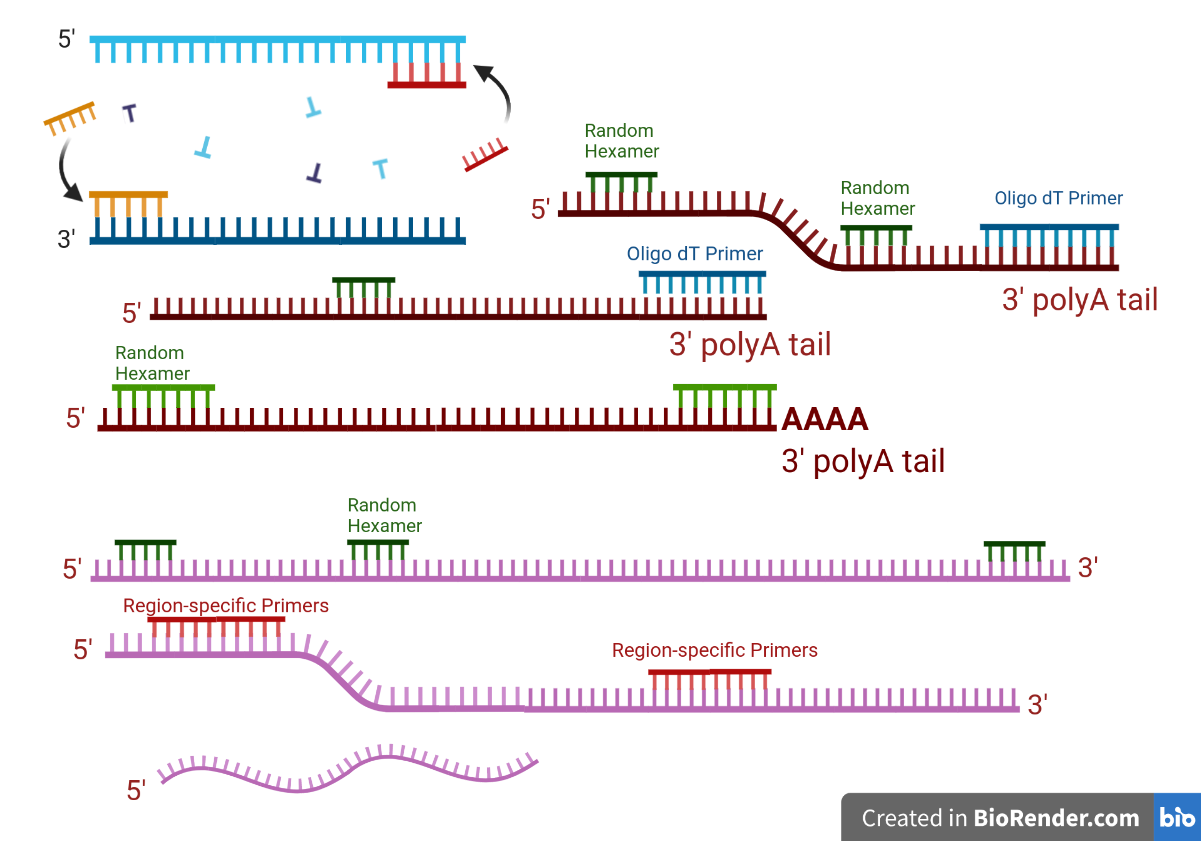 5'
T
T
T
T
T
3'
Random
Hexamer
5'
Random
Hexamer
Oligo dT Primer
3' polyA tail
Oligo dT Primer
5'
3' polyA tail
Random
Hexamer
5'
AAAA
3' polyA tail
Random
Hexamer
5'
3'
Region-specific Primers
5'
Region-specific Primers
3'
5'
Created in BioRender.com
bio